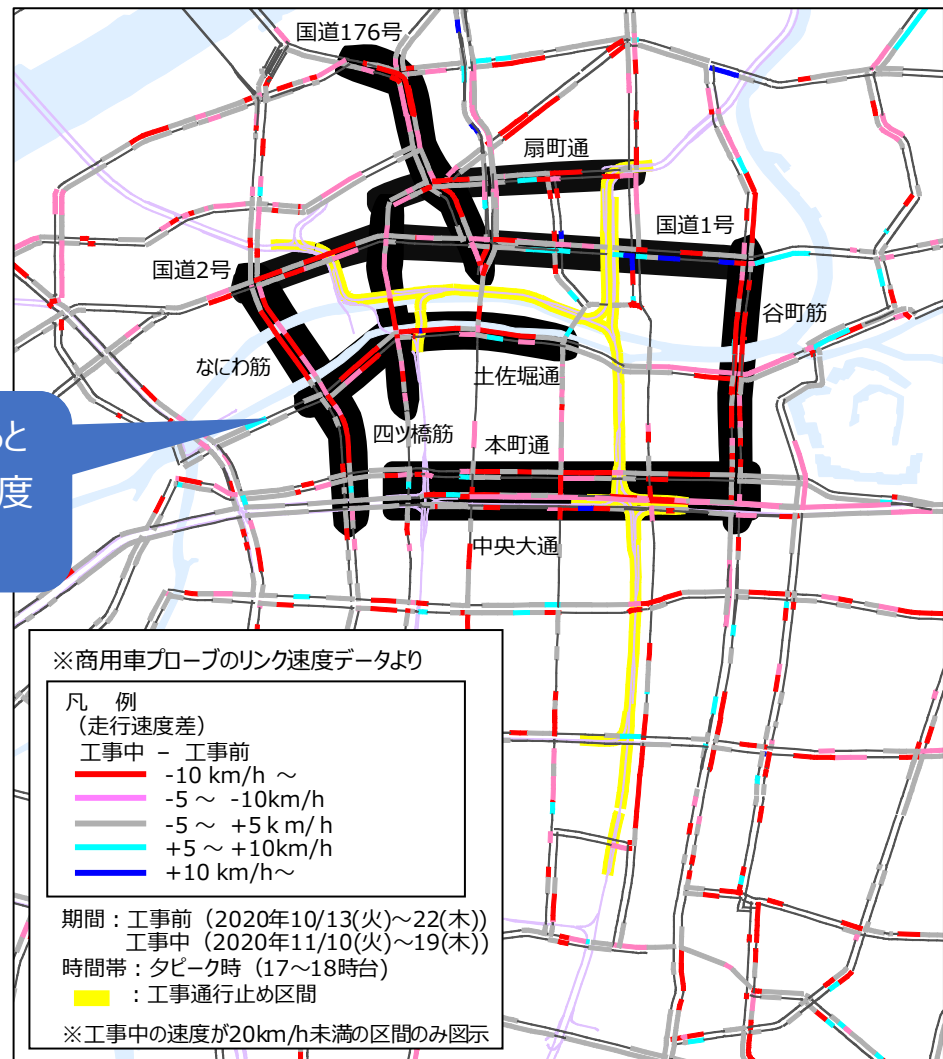 国道176号
扇町通
国道1号
国道2号
谷町筋
なにわ筋
土佐堀通
四ツ橋筋
本町通
中央大通
と
度
※商用車プローブのリンク速度データより
凡 例
(走行速度差)
工事中 － 工事前
-10 km/h ～
-5～ -10km/h
-5～ +5ｋｍ/ｈ
+5～+10km/h
+10 km/h～
期間：工事前（2020年10/13(火)～22(木))
工事中（2020年11/10(火)～19(木))
時間帯：夕ピーク時（17～18時台）
：工事通行止め区間
※工事中の速度が20km/h未満の区間のみ図示